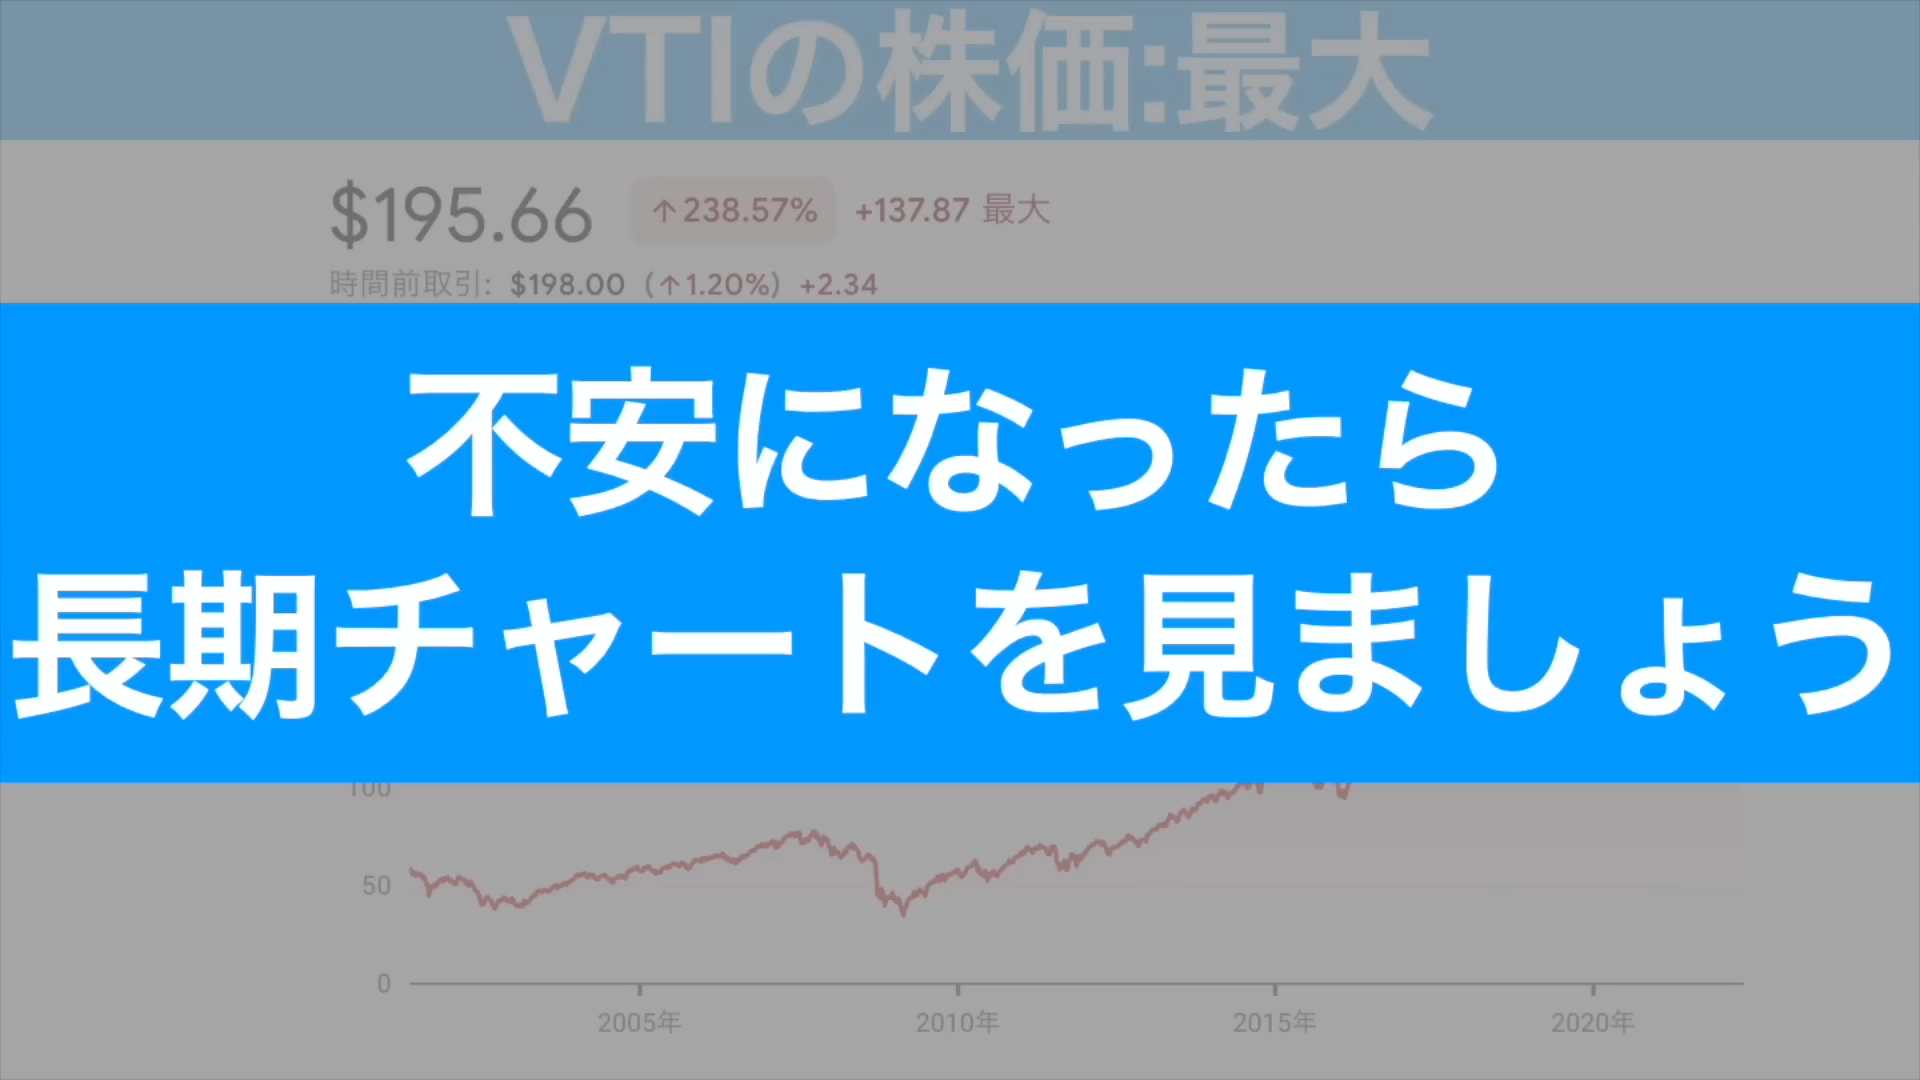 VTIの株価:最大
$195.66 ↑238.57% +137.87 最大
時間前取引: $198.00 (↑1.20%) +2.34
不安になったら
長期チャートを見ましょう
100
50
0
2005年 2010年 2015年 2020年